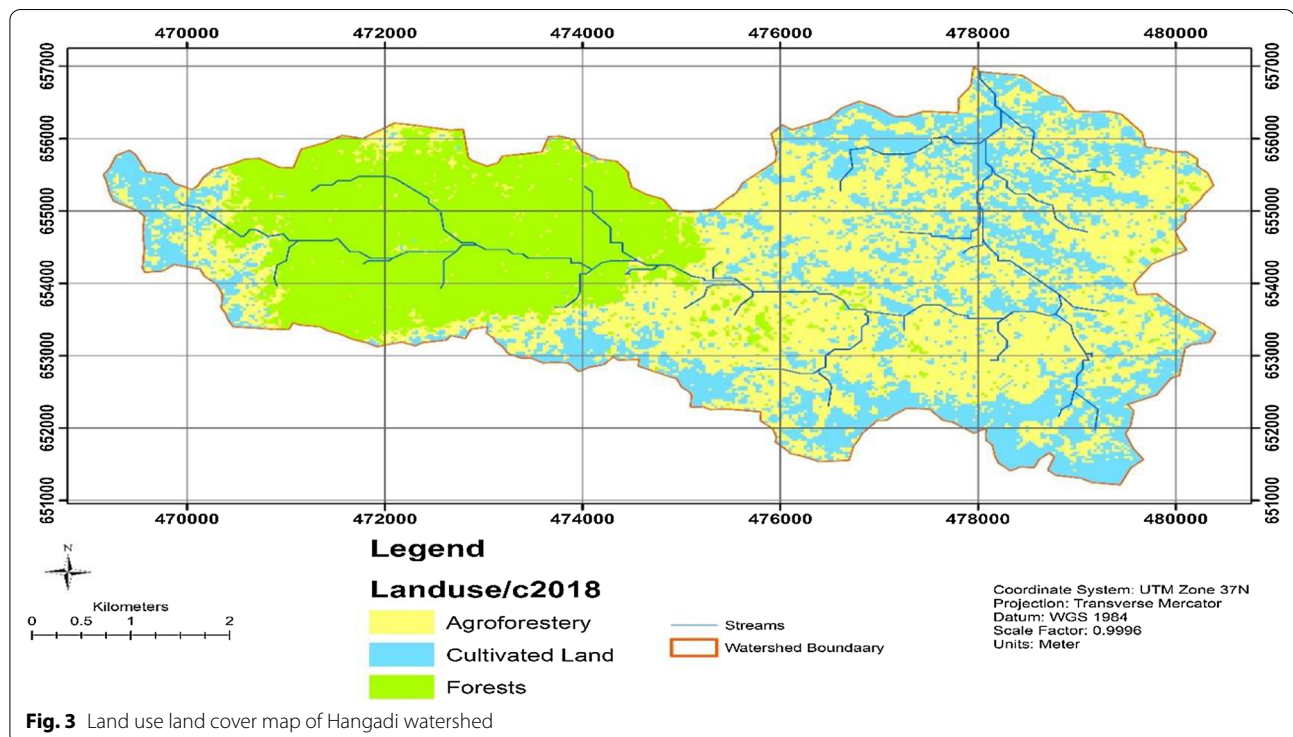 470000 472000 474000 476000 478000 480000
657000 657000
656000 656000
655000 655000
654000 654000
653000 653000
652000 652000
651000 651000
470000 472000 474000 476000 478000 480000
N
Kilometers
0 0.5 1 2
Legend
Landuse/c2018
Agroforestery
Cultivated Land
Forests
Streams
Watershed Boundaary
Coordinate System: UTM Zone 37N
Projection: Transverse Mercator
Datum: WGS 1984
Scale Factor: 0.9996
Units: Meter
Fig. 3 Land use land cover map of Hangadi watershed